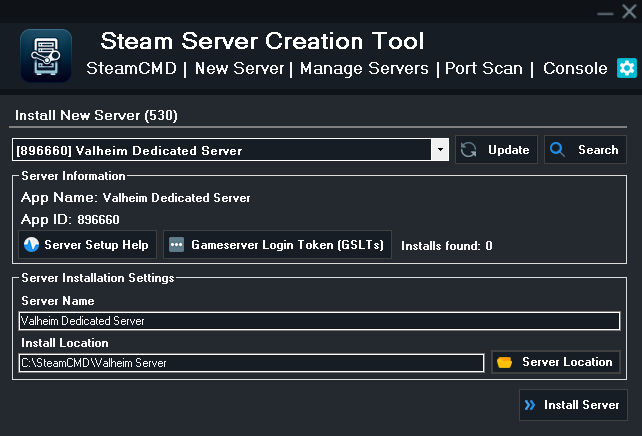 Steam Server Creation Tool
SteamCMD | New Server | Manage Servers | Port Scan | Console
Install New Server (530)
[896660] Valheim Dedicated Server
Update
Search
Server Information
App Name: Valheim Dedicated Server
App ID: 896660
Server Setup Help
Gameserver Login Token (GSLTs)
Installs found: 0
Server Installation Settings
Server Name
Valheim Dedicated Server
Install Location
C:\SteamCMD\Valheim Server
Server Location
Install Server